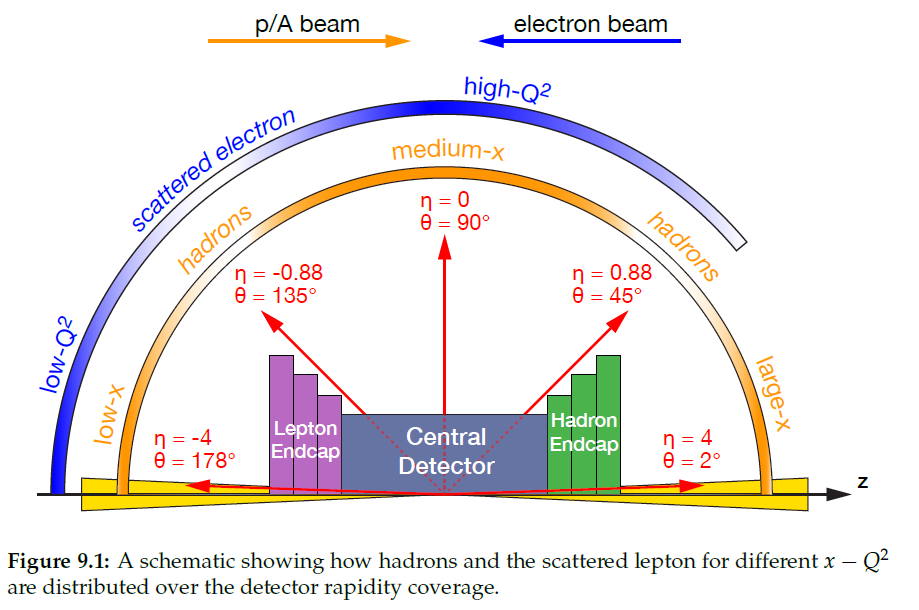 p/A beam
electron beam
high-Q²
scattered electron
medium-x
hadrons
hadrons
η = 0
θ = 90°
η = -0.88
θ = 135°
η = 0.88
θ = 45°
low-Q²
low-x
large-x
Lepton
Endcap
Central
Detector
Hadron
Endcap
η = -4
θ = 178°
η = 4
θ = 2°
z
Figure 9.1: A schematic showing how hadrons and the scattered lepton for different x − Q²
are distributed over the detector rapidity coverage.